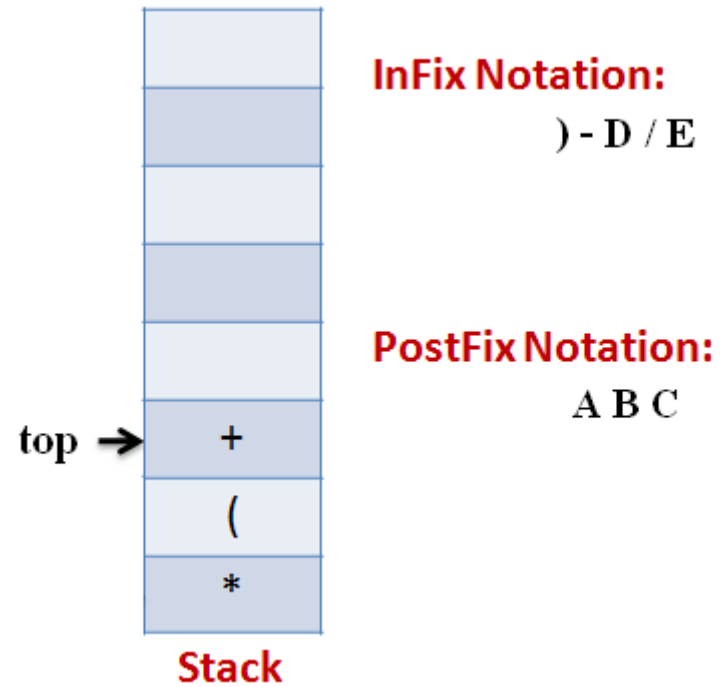 InFix Notation:
) - D / E
PostFix Notation:
A B C
top +
(
*
Stack